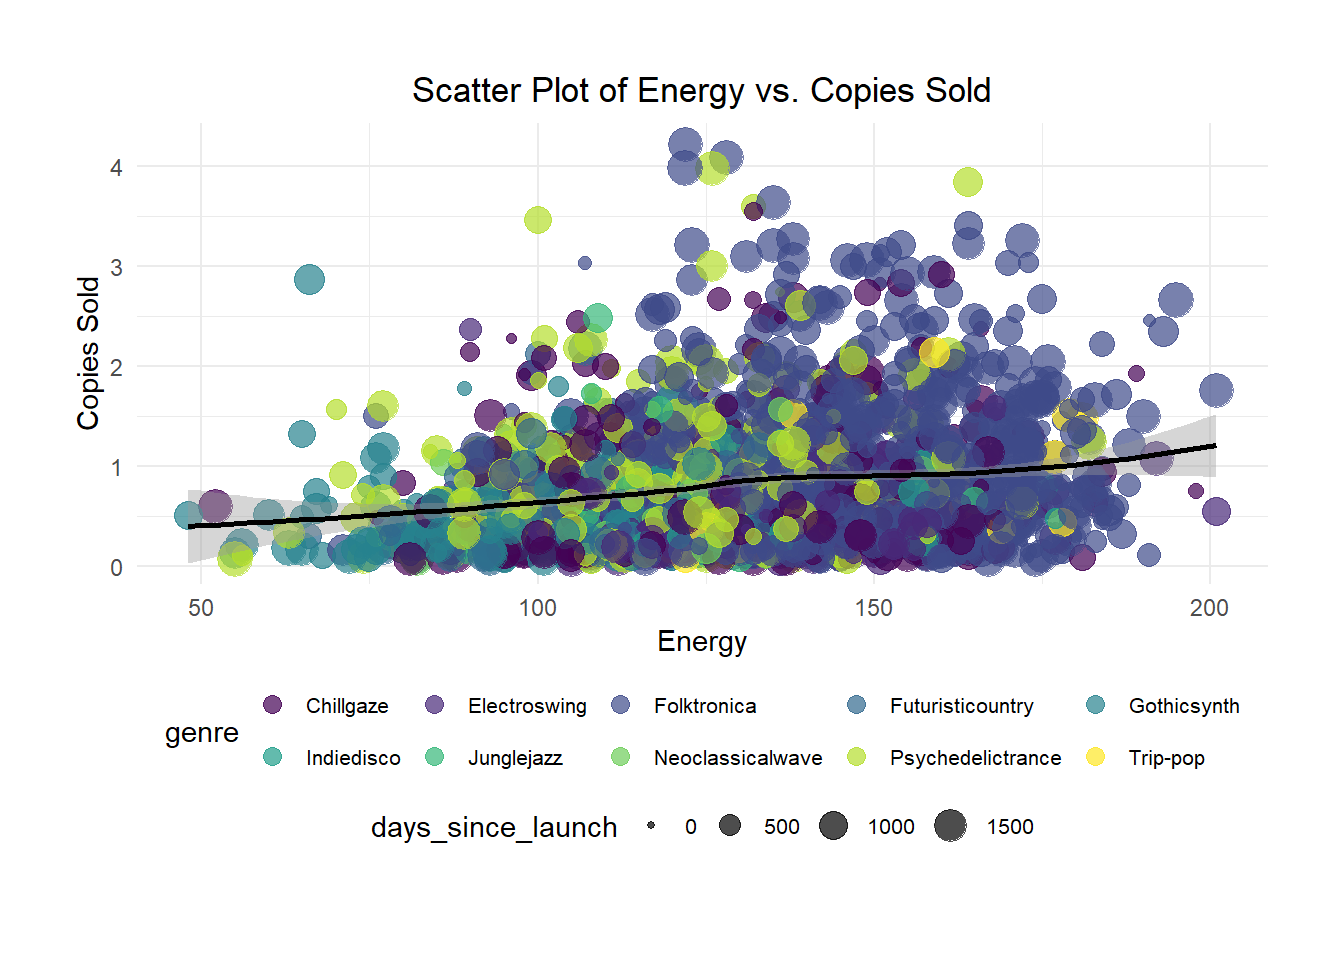 Scatter Plot of Energy vs. Copies Sold
4
3
2
1
0
Copies Sold
50 100 150 200
Energy
genre
Chillgaze Electroswing Folktronica Futuristicountry Gothicsynth
Indiedisco Junglejazz Neoclassicalwave Psychedelictrance Trip-pop
days_since_launch 0 500 1000 1500